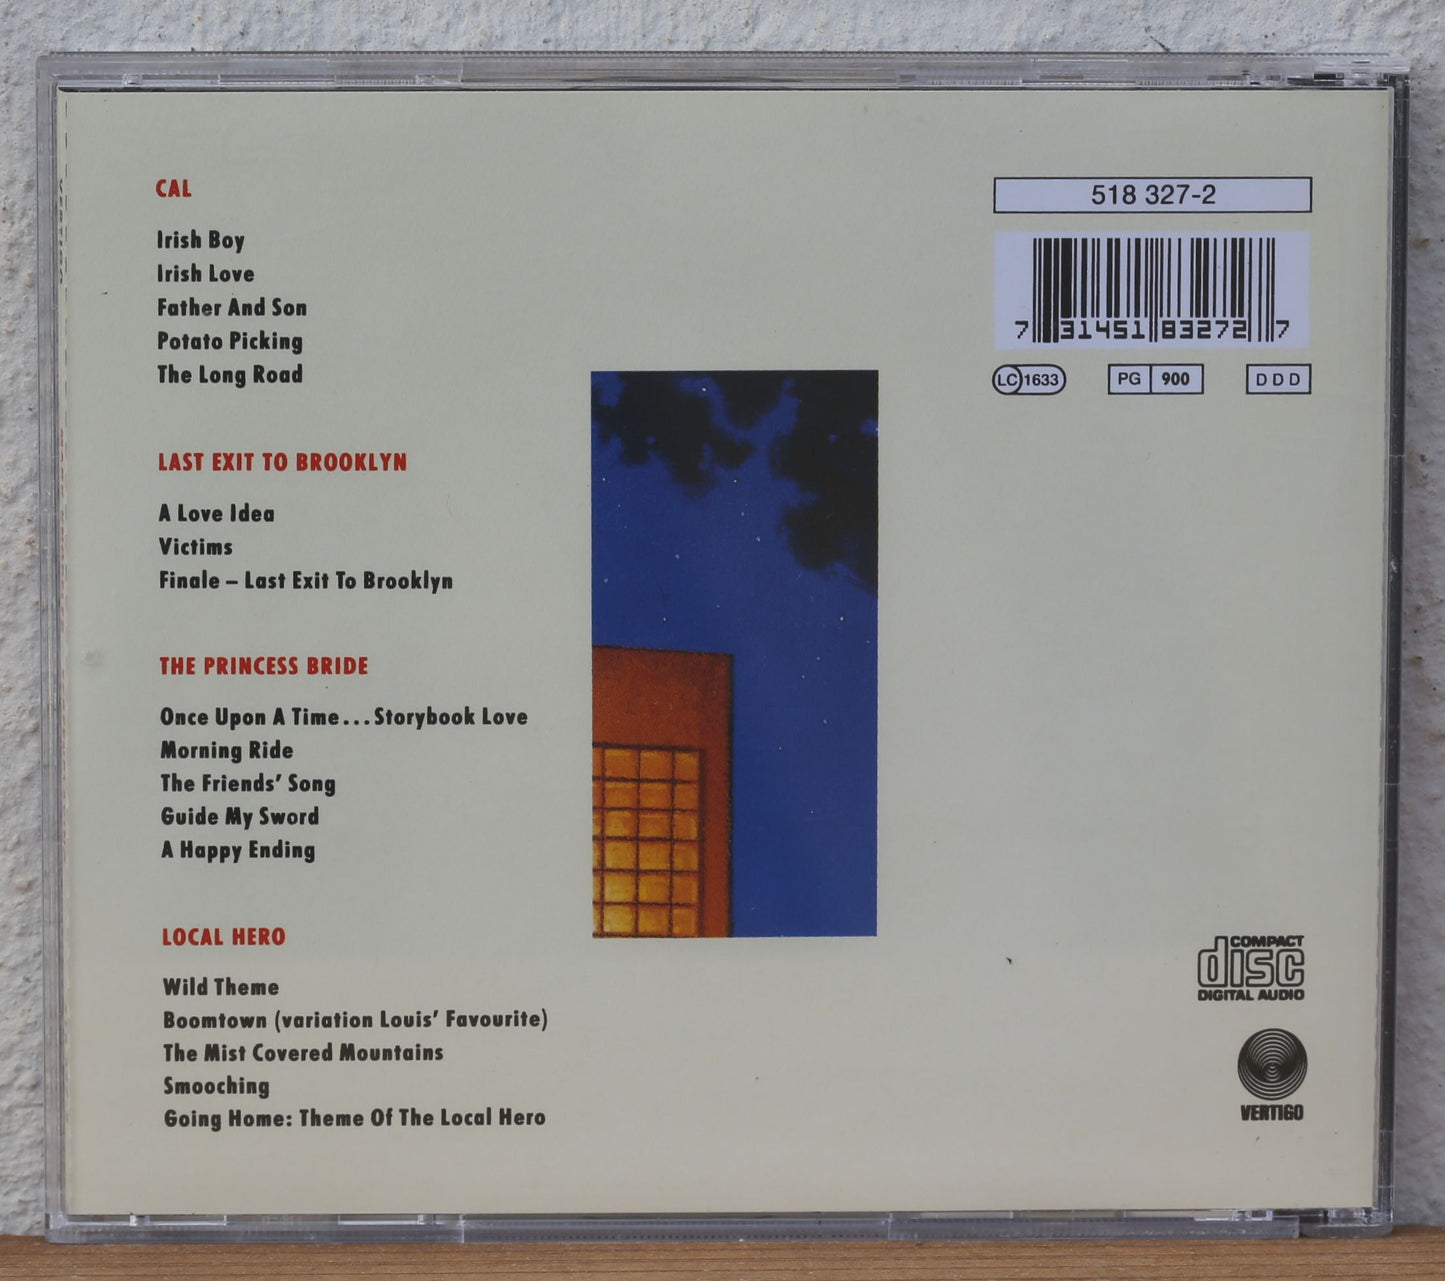 CAL
Irish Boy
Irish Love
Father And Son
Potato Picking
The Long Road
LAST EXIT TO BROOKLYN
A Love Idea
Victims
Finale – Last Exit To Brooklyn
THE PRINCESS BRIDE
Once Upon A Time...Storybook Love
Morning Ride
The Friends’ Song
Guide My Sword
A Happy Ending
LOCAL HERO
Wild Theme
Boomtown (variation Louis’ Favourite)
The Mist Covered Mountains
Smooching
Going Home: Theme Of The Local Hero
518 327-2
7 31451 83272 7
LC 1633
PG 900
D D D
COMPACT
disc
DIGITAL AUDIO
VERTIGO